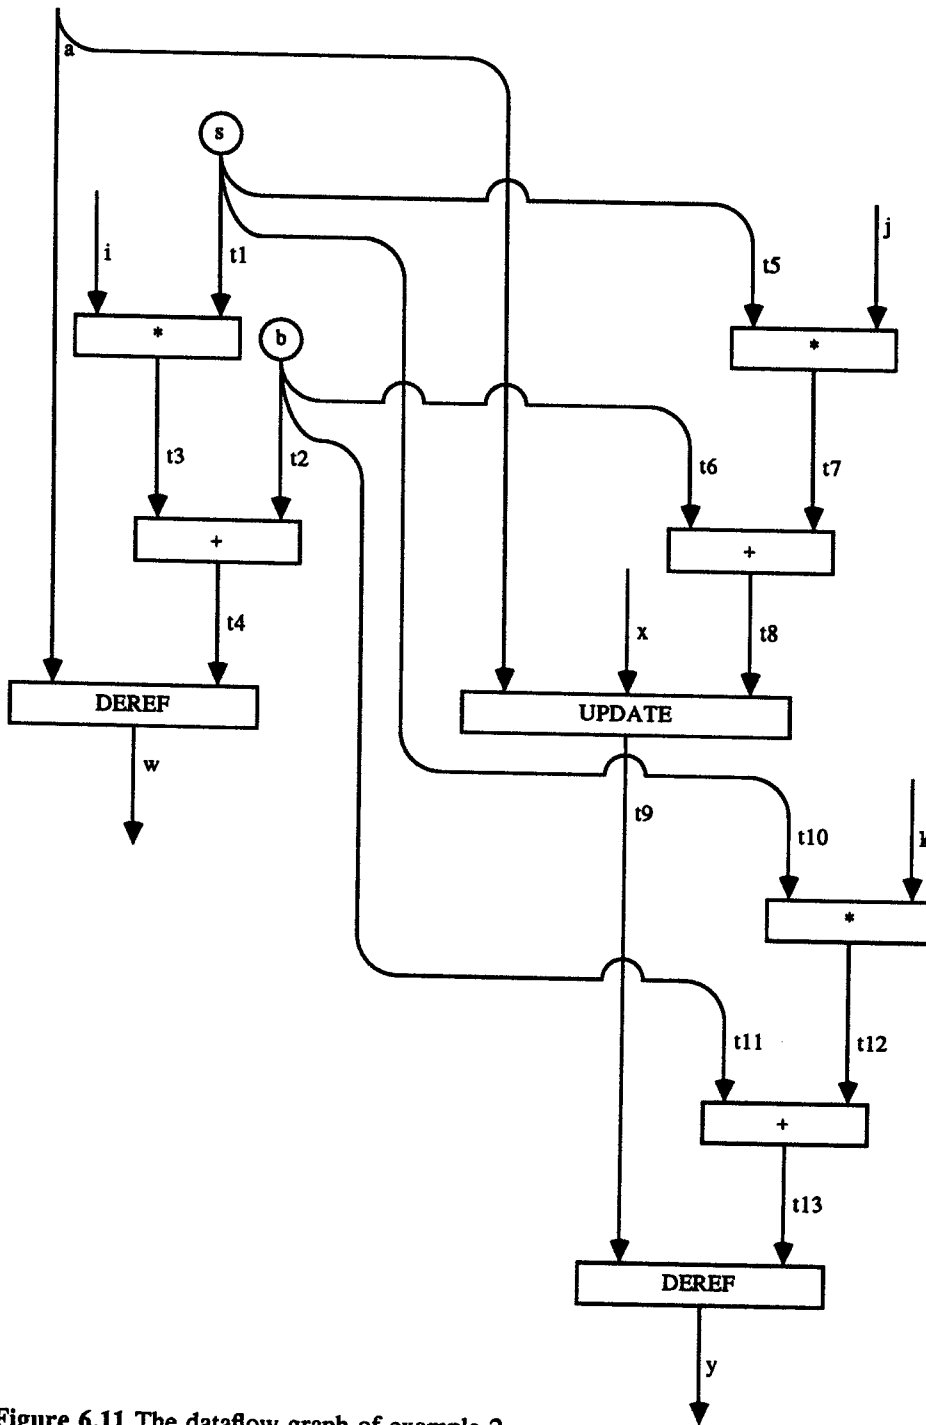 a
s
i
t1
t5
j
*
b
*
t3
t2
t6
t7
+
+
t4
x
t8
DEREF
UPDATE
w
t9
t10
*
t11
t12
+
t13
DEREF
y
Figure 6.11 The dataflow graph of example 2